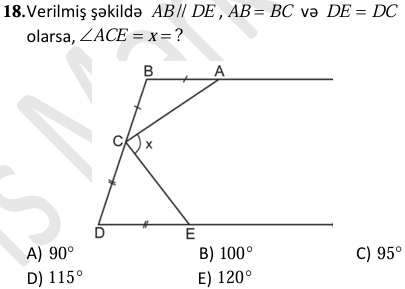 18.Verilmiş şəkildə AB// DE , AB = BC və DE = DC
olarsa, ∠ACE = x = ?
B A
C x
D E
A) 90° B) 100° C) 95°
D) 115° E) 120°